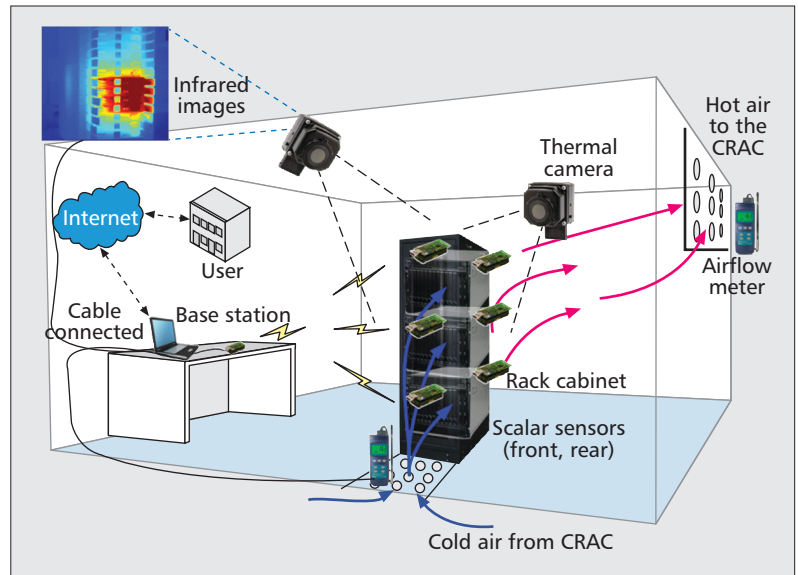 Infrared
images
Hot air
to the
CRAC
Thermal
camera
Internet
User
Airflow
meter
Cable
connected
Base station
Rack cabinet
Scalar sensors
(front, rear)
Cold air from CRAC